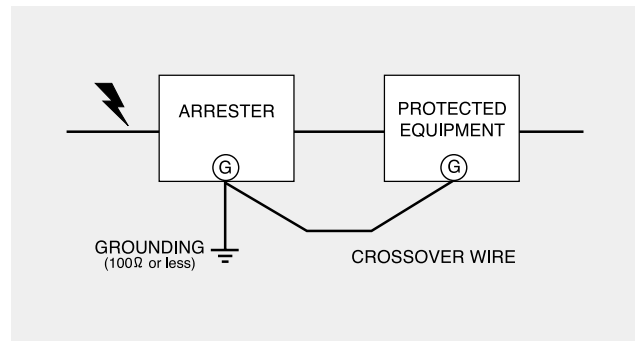 ARRESTER
PROTECTED
EQUIPMENT
G
G
GROUNDING
(100Ω or less)
CROSSOVER WIRE